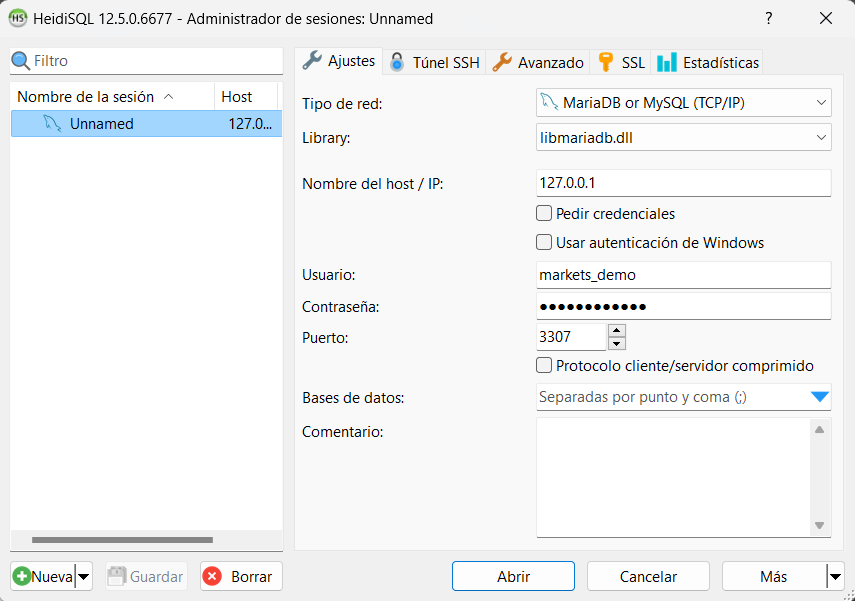 HeidiSQL 12.5.0.6677 - Administrador de sesiones: Unnamed
Filtro
Nombre de la sesión Host
Unnamed 127.0...
Ajustes Túnel SSH Avanzado SSL Estadísticas
Tipo de red: MariaDB or MySQL (TCP/IP)
Library: libmariadb.dll
Nombre del host / IP: 127.0.0.1
Pedir credenciales
Usar autenticación de Windows
Usuario: markets_demo
Contraseña: ●●●●●●●●●●●●
Puerto: 3307
Protocolo cliente/servidor comprimido
Bases de datos: Separadas por punto y coma (;)
Comentario:
Nueva Guardar Borrar Abrir Cancelar Más